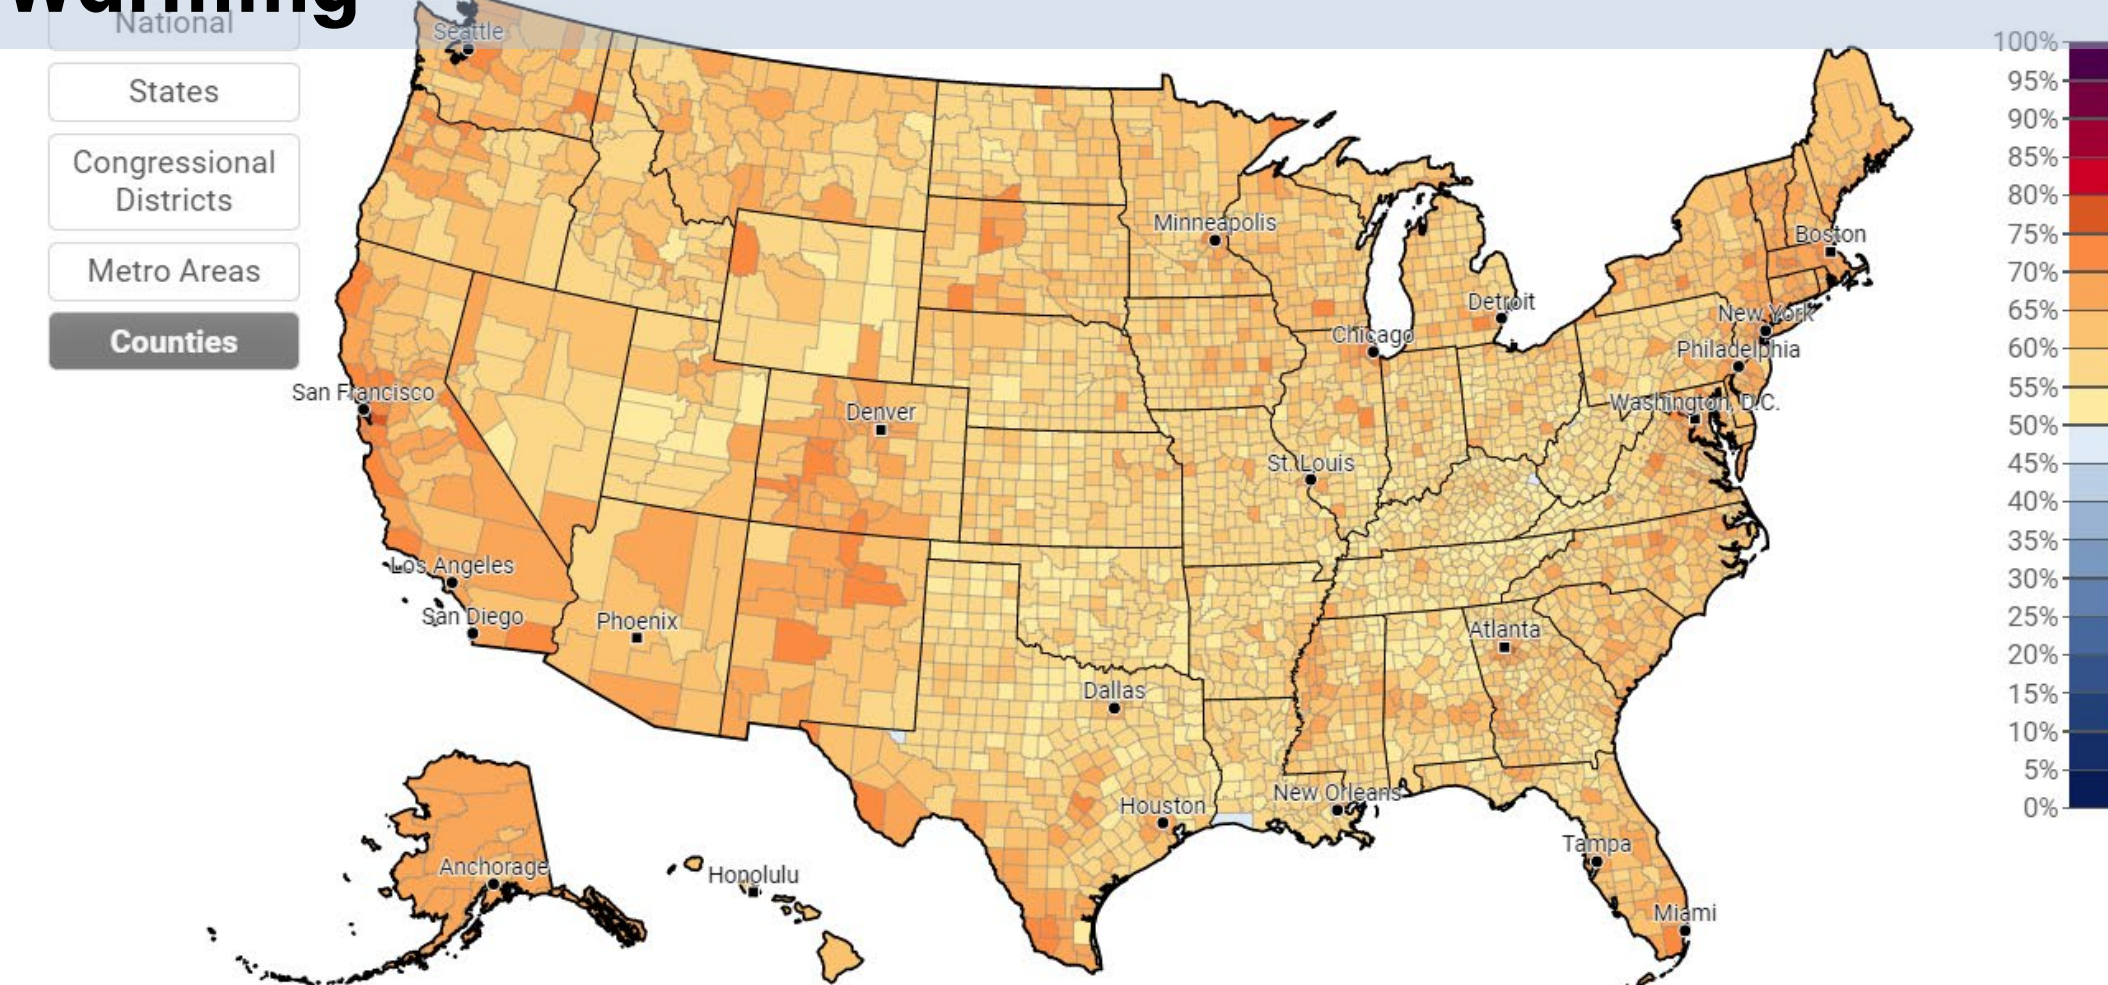 warming
National
States
Congressional
Districts
Metro Areas
Counties
Seattle
Minneapolis
Boston
Detroit
New York
Chicago
Philadelphia
San Francisco
Denver
Washington, D.C.
St. Louis
Los Angeles
San Diego
Phoenix
Atlanta
Dallas
New Orleans
Houston
Tampa
Anchorage
Honolulu
Miami
100%
95%
90%
85%
80%
75%
70%
65%
60%
55%
50%
45%
40%
35%
30%
25%
20%
15%
10%
5%
0%